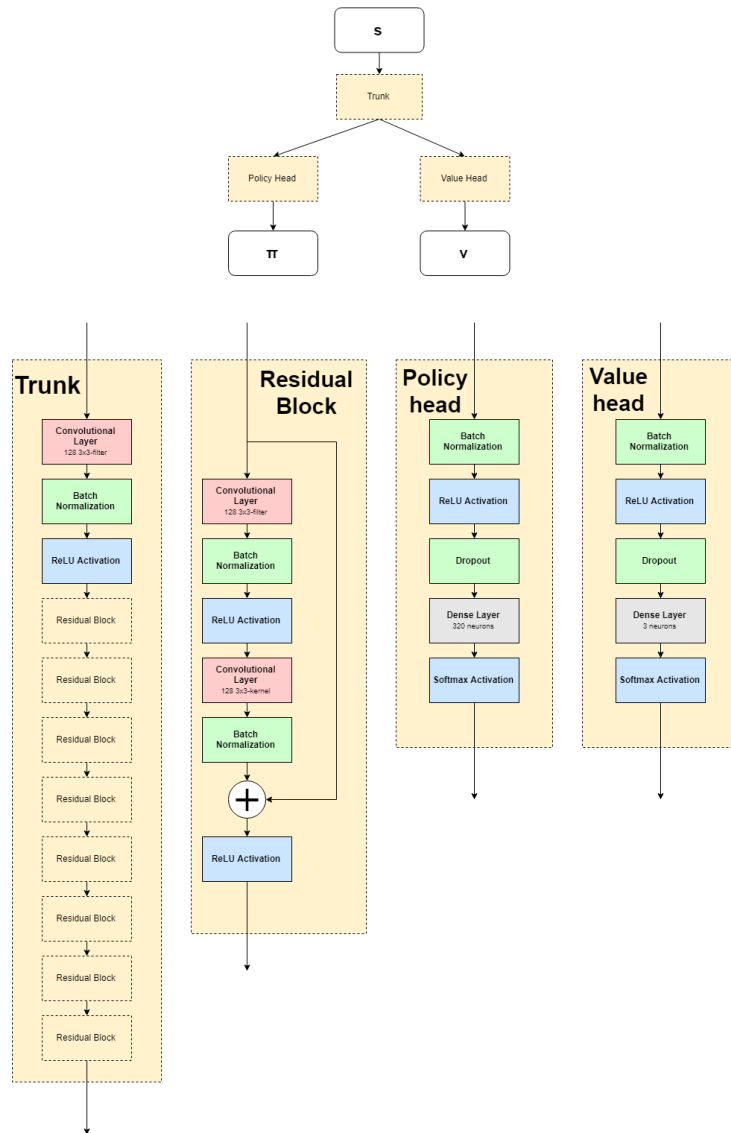 s
Trunk
Policy Head
Value Head
π
v
Trunk
Convolutional
Layer
128 3x3-filter
Batch
Normalization
ReLU Activation
Residual Block
Residual Block
Residual Block
Residual Block
Residual Block
Residual Block
Residual Block
Residual Block
Residual
Block
Convolutional
Layer
128 3x3-filter
Batch
Normalization
ReLU Activation
Convolutional
Layer
128 3x3-kernel
Batch
Normalization
+
ReLU Activation
Policy
head
Batch
Normalization
ReLU Activation
Dropout
Dense Layer
320 neurons
Softmax Activation
Value
head
Batch
Normalization
ReLU Activation
Dropout
Dense Layer
3 neurons
Softmax Activation